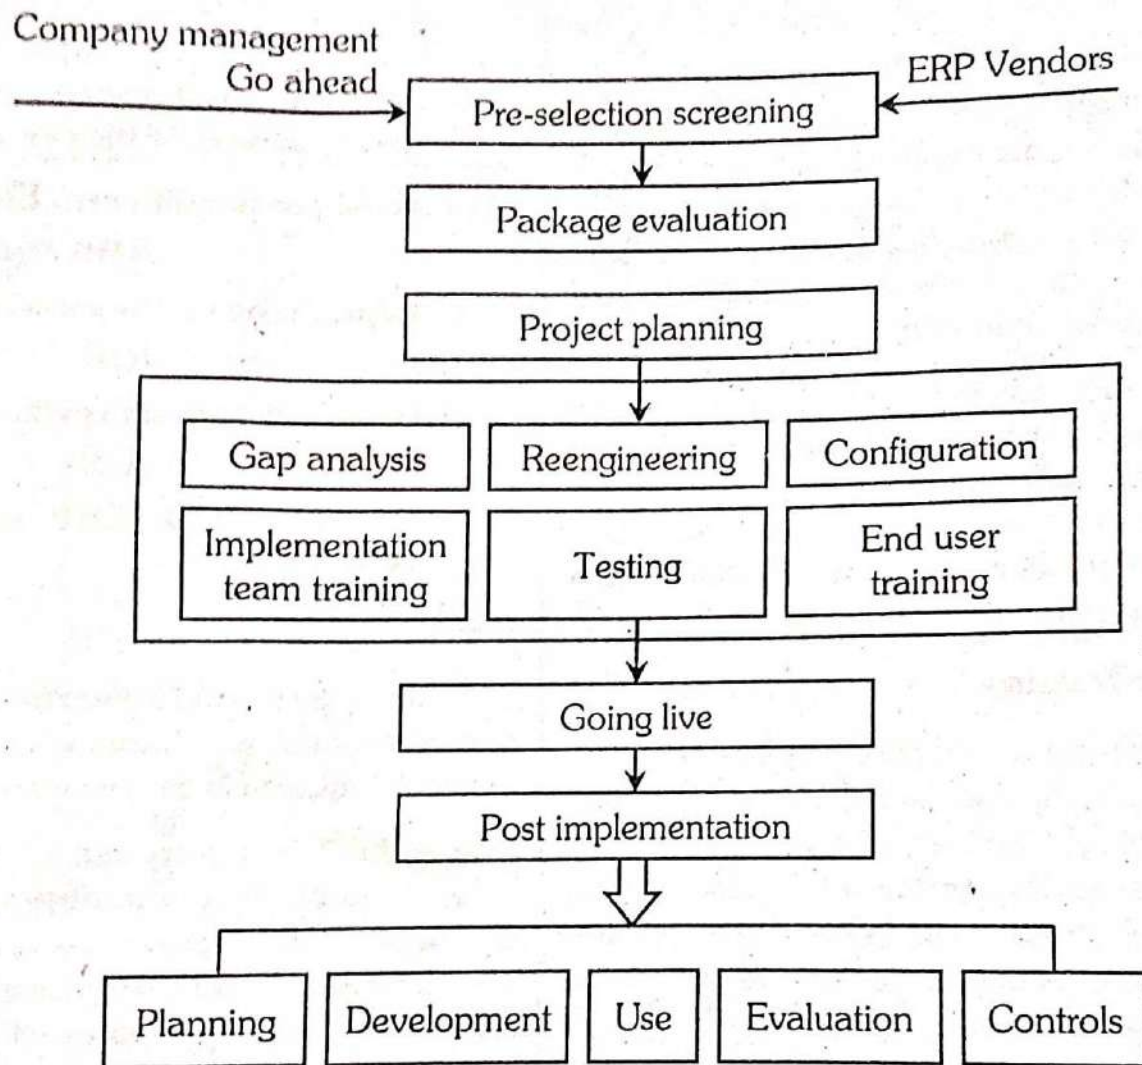 Company management
Go ahead
ERP Vendors
Pre-selection screening
Package evaluation
Project planning
Gap analysis
Reengineering
Configuration
Implementation
team training
Testing
End user
training
Going live
Post implementation
Planning
Development
Use
Evaluation
Controls